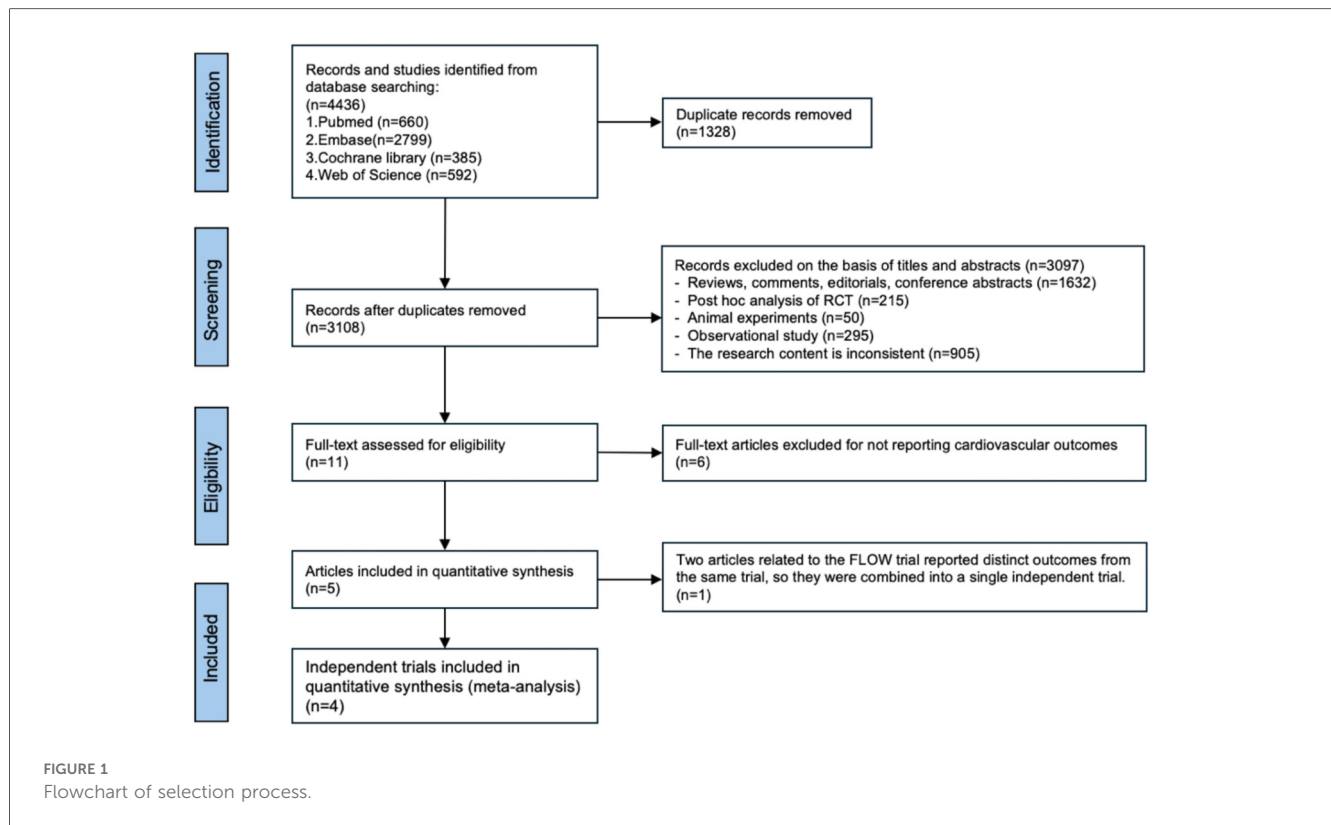 Identification
Records and studies identified from
database searching:
(n=4436)
1.Pubmed (n=660)
2.Embase(n=2799)
3.Cochrane library (n=385)
4.Web of Science (n=592)
Duplicate records removed
(n=1328)
Screening
Records after duplicates removed
(n=3108)
Records excluded on the basis of titles and abstracts (n=3097)
- Reviews, comments, editorials, conference abstracts (n=1632)
- Post hoc analysis of RCT (n=215)
- Animal experiments (n=50)
- Observational study (n=295)
- The research content is inconsistent (n=905)
Eligibility
Full-text assessed for eligibility
(n=11)
Full-text articles excluded for not reporting cardiovascular outcomes
(n=6)
Articles included in quantitative synthesis
(n=5)
Two articles related to the FLOW trial reported distinct outcomes from
the same trial, so they were combined into a single independent trial.
(n=1)
Included
Independent trials included in
quantitative synthesis (meta-analysis)
(n=4)
FIGURE 1
Flowchart of selection process.